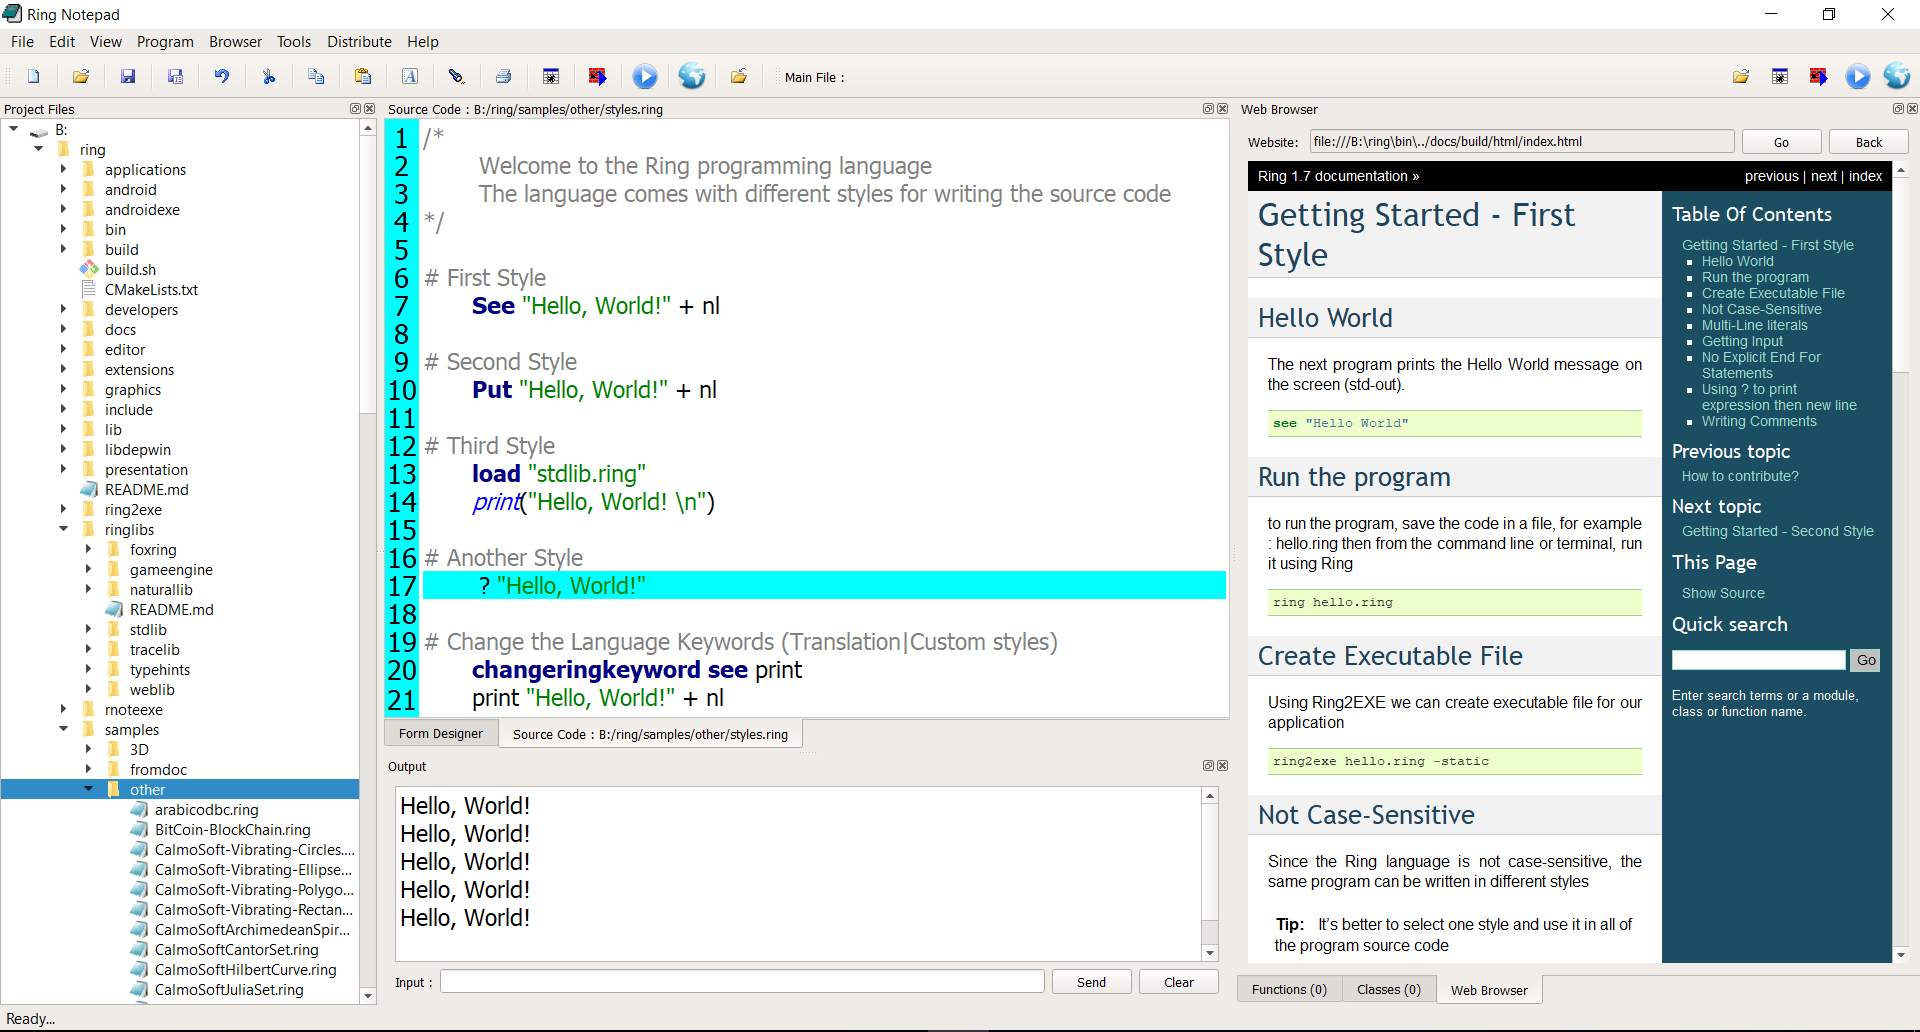 Ring Notepad
File Edit View Program Browser Tools Distribute Help
Main File :
Project Files
B:
ring
applications
android
androidexe
bin
build
build.sh
CMakeLists.txt
developers
docs
editor
extensions
graphics
include
lib
libdepwin
presentation
README.md
ring2exe
ringlibs
foxring
gameengine
naturallib
README.md
stdlib
tracelib
typehints
weblib
rnoteexe
samples
3D
fromdoc
other
arabicodbc.ring
BitCoin-BlockChain.ring
CalmoSoft-Vibrating-Circles....
CalmoSoft-Vibrating-Ellipse...
CalmoSoft-Vibrating-Polygo...
CalmoSoft-Vibrating-Rectan...
CalmoSoftArchimedeanSpir...
CalmoSoftCantorSet.ring
CalmoSoftHilbertCurve.ring
CalmoSoftJuliaSet.ring
Source Code : B:/ring/samples/other/styles.ring
1 /*
2 Welcome to the Ring programming language
3 The language comes with different styles for writing the source code
4 */
5
6 # First Style
7 See "Hello, World!" + nl
8
9 # Second Style
10 Put "Hello, World!" + nl
11
12 # Third Style
13 load "stdlib.ring"
14 print("Hello, World! \n")
15
16 # Another Style
17 ? "Hello, World!"
18
19 # Change the Language Keywords (Translation|Custom styles)
20 changeringkeyword see print
21 print "Hello, World!" + nl
Form Designer
Source Code : B:/ring/samples/other/styles.ring
Output
Hello, World!
Hello, World!
Hello, World!
Hello, World!
Hello, World!
Input :
Send
Clear
Web Browser
Website: file:///B:\ring\bin\../docs/build/html/index.html Go Back
Ring 1.7 documentation » previous | next | index
Getting Started - First
Style
Hello World
The next program prints the Hello World message on
the screen (std-out).
see "Hello World"
Run the program
to run the program, save the code in a file, for example
: hello.ring then from the command line or terminal, run
it using Ring
ring hello.ring
Create Executable File
Using Ring2EXE we can create executable file for our
application
ring2exe hello.ring -static
Not Case-Sensitive
Since the Ring language is not case-sensitive, the
same program can be written in different styles
Tip: It's better to select one style and use it in all of
the program source code
Table Of Contents
Getting Started - First Style
Hello World
Run the program
Create Executable File
Not Case-Sensitive
Multi-Line literals
Getting Input
No Explicit End For
Statements
Using ? to print
expression then new line
Writing Comments
Previous topic
How to contribute?
Next topic
Getting Started - Second Style
This Page
Show Source
Quick search
Go
Enter search terms or a module,
class or function name.
Functions (0)
Classes (0)
Web Browser
Ready...